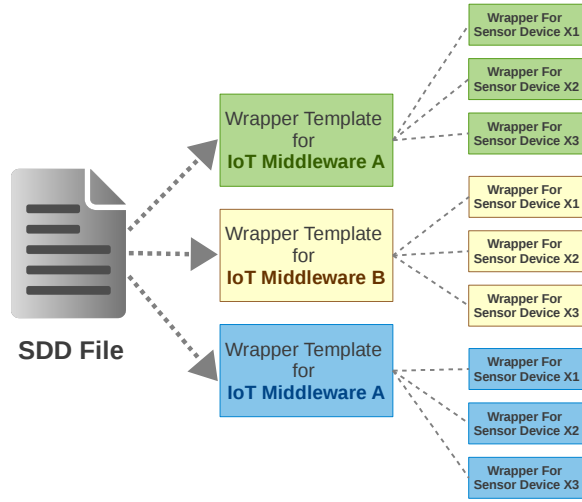 SDD File
Wrapper Template
for
IoT Middleware A
Wrapper For
Sensor Device X1
Wrapper For
Sensor Device X2
Wrapper For
Sensor Device X3
Wrapper Template
for
IoT Middleware B
Wrapper For
Sensor Device X1
Wrapper For
Sensor Device X2
Wrapper For
Sensor Device X3
Wrapper Template
for
IoT Middleware A
Wrapper For
Sensor Device X1
Wrapper For
Sensor Device X2
Wrapper For
Sensor Device X3